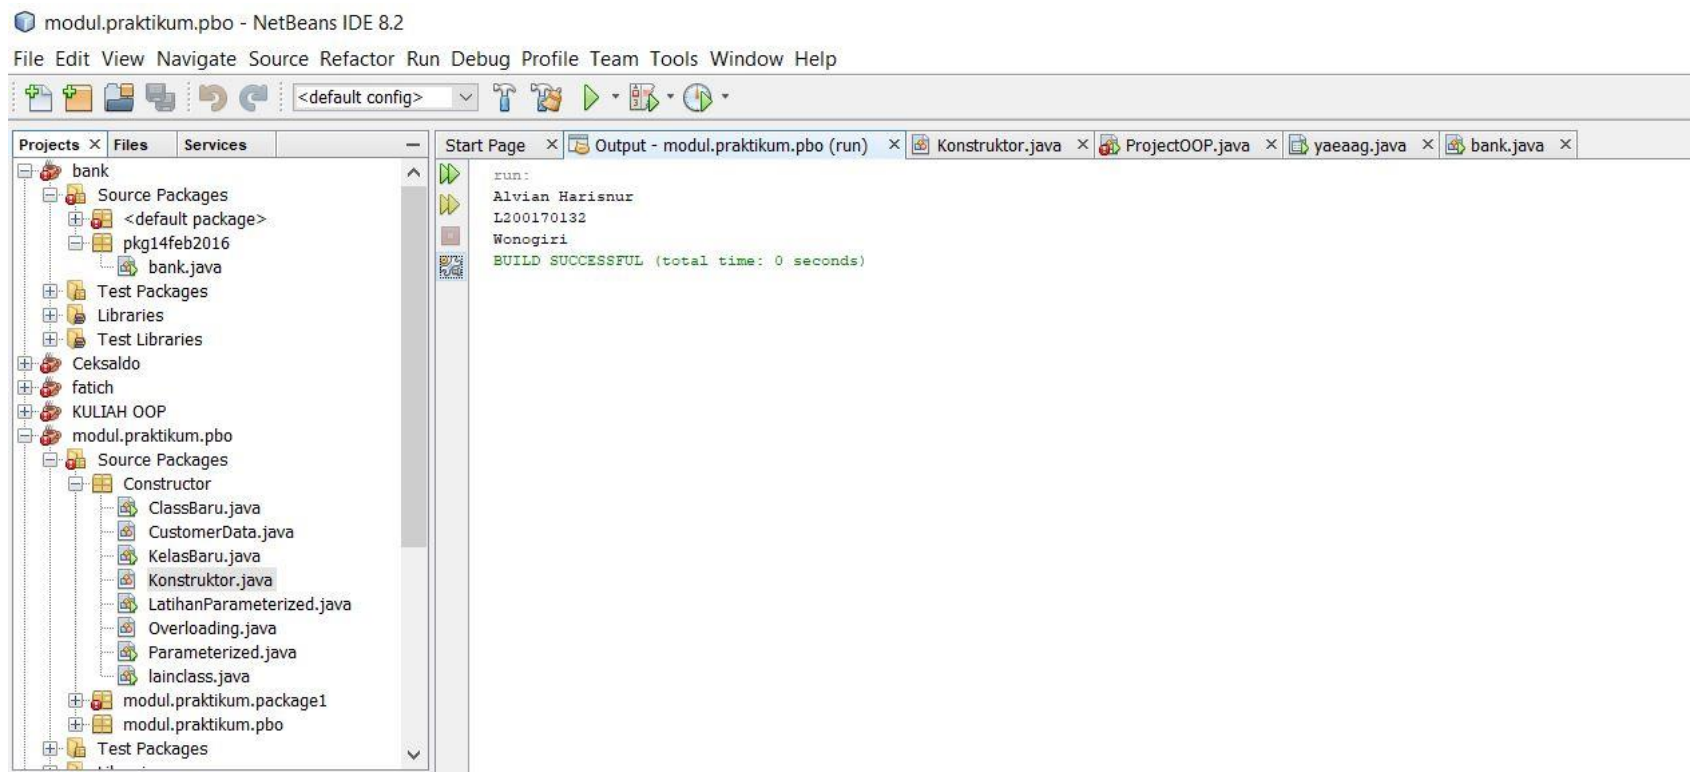 modul.praktikum.pbo - NetBeans IDE 8.2
File Edit View Navigate Source Refactor Run Debug Profile Team Tools Window Help
<default config>
Projects Files Services
Start Page Output - modul.praktikum.pbo (run) Konstruktor.java ProjectOOP.java yaeaag.java bank.java
bank
Source Packages
<default package>
pkg14feb2016
bank.java
Test Packages
Libraries
Test Libraries
Ceksaldo
fatich
KULIAH OOP
modul.praktikum.pbo
Source Packages
Constructor
ClassBaru.java
CustomerData.java
KelasBaru.java
Konstruktor.java
LatihanParameterized.java
Overloading.java
Parameterized.java
lainclass.java
modul.praktikum.package1
modul.praktikum.pbo
Test Packages
run:
Alvian Harisnur
L200170132
Wonogiri
BUILD SUCCESSFUL (total time: 0 seconds)